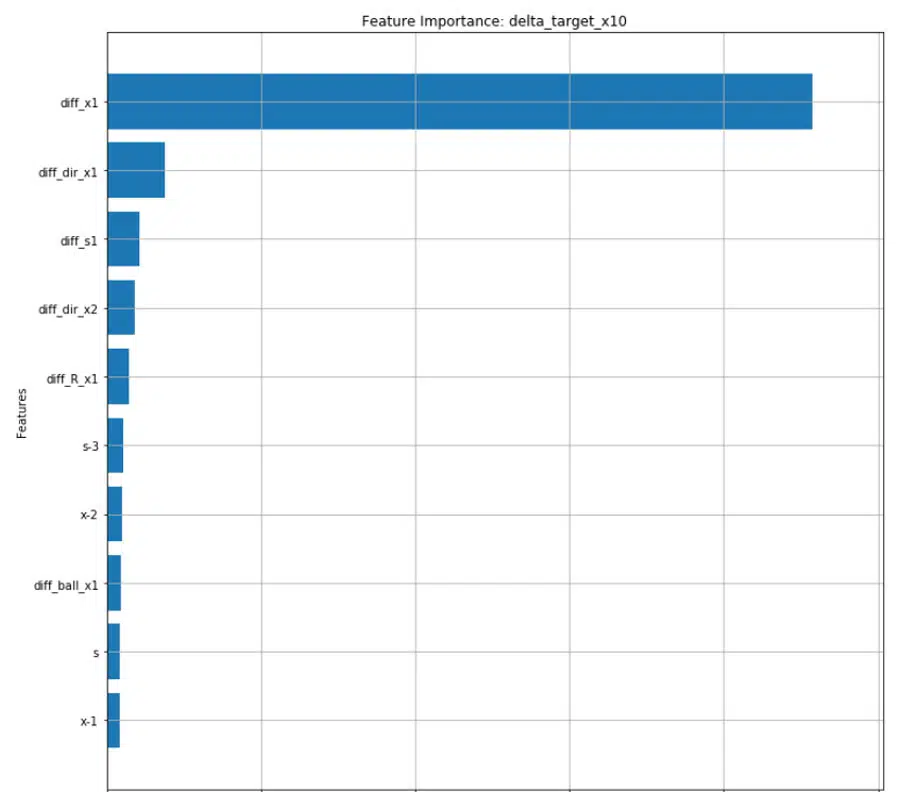 Feature Importance: delta_target_x10
diff_x1
diff_dir_x1
diff_s1
diff_dir_x2
diff_R_x1
Features
s-3
x-2
diff_ball_x1
s
x-1